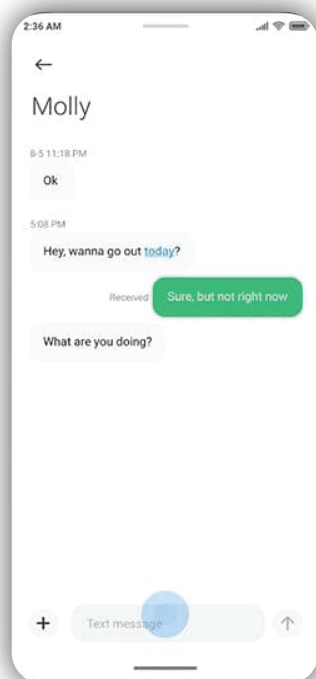 2:36 AM
Molly
8-5 11:18 PM
Ok
5:08 PM
Hey, wanna go out today?
Received Sure, but not right now
What are you doing?
Text message